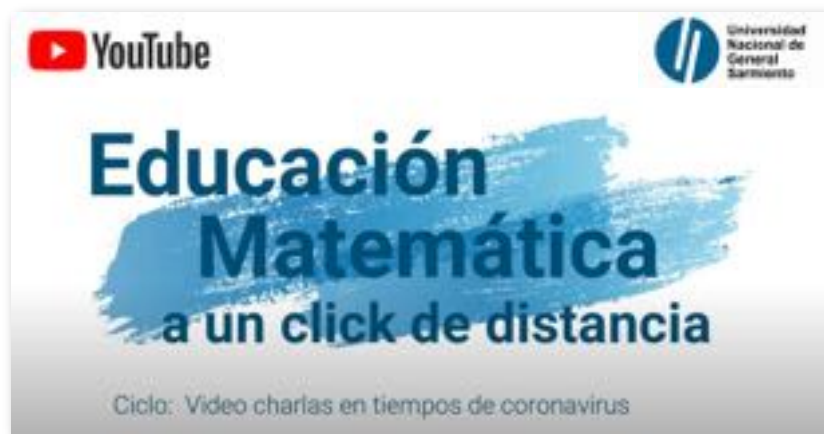 YouTube
Universidad
Nacional de
General
Sarmiento
Educación
Matemática
a un click de distancia
Ciclo: Video charlas en tiempos de coronavirus